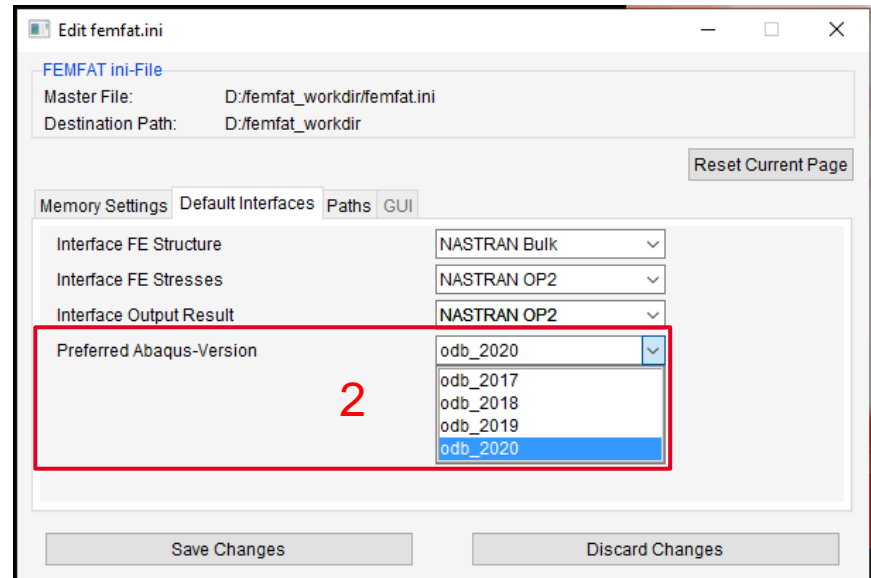 Edit femfat.ini
FEMFAT ini-File
Master File: D:/femfat_workdir/femfat.ini
Destination Path: D:/femfat_workdir
Reset Current Page
Memory Settings Default Interfaces Paths GUI
Interface FE Structure NASTRAN Bulk
Interface FE Stresses NASTRAN OP2
Interface Output Result NASTRAN OP2
Preferred Abaqus-Version odb_2020
odb_2017
odb_2018
2
odb_2019
odb_2020
Save Changes Discard Changes